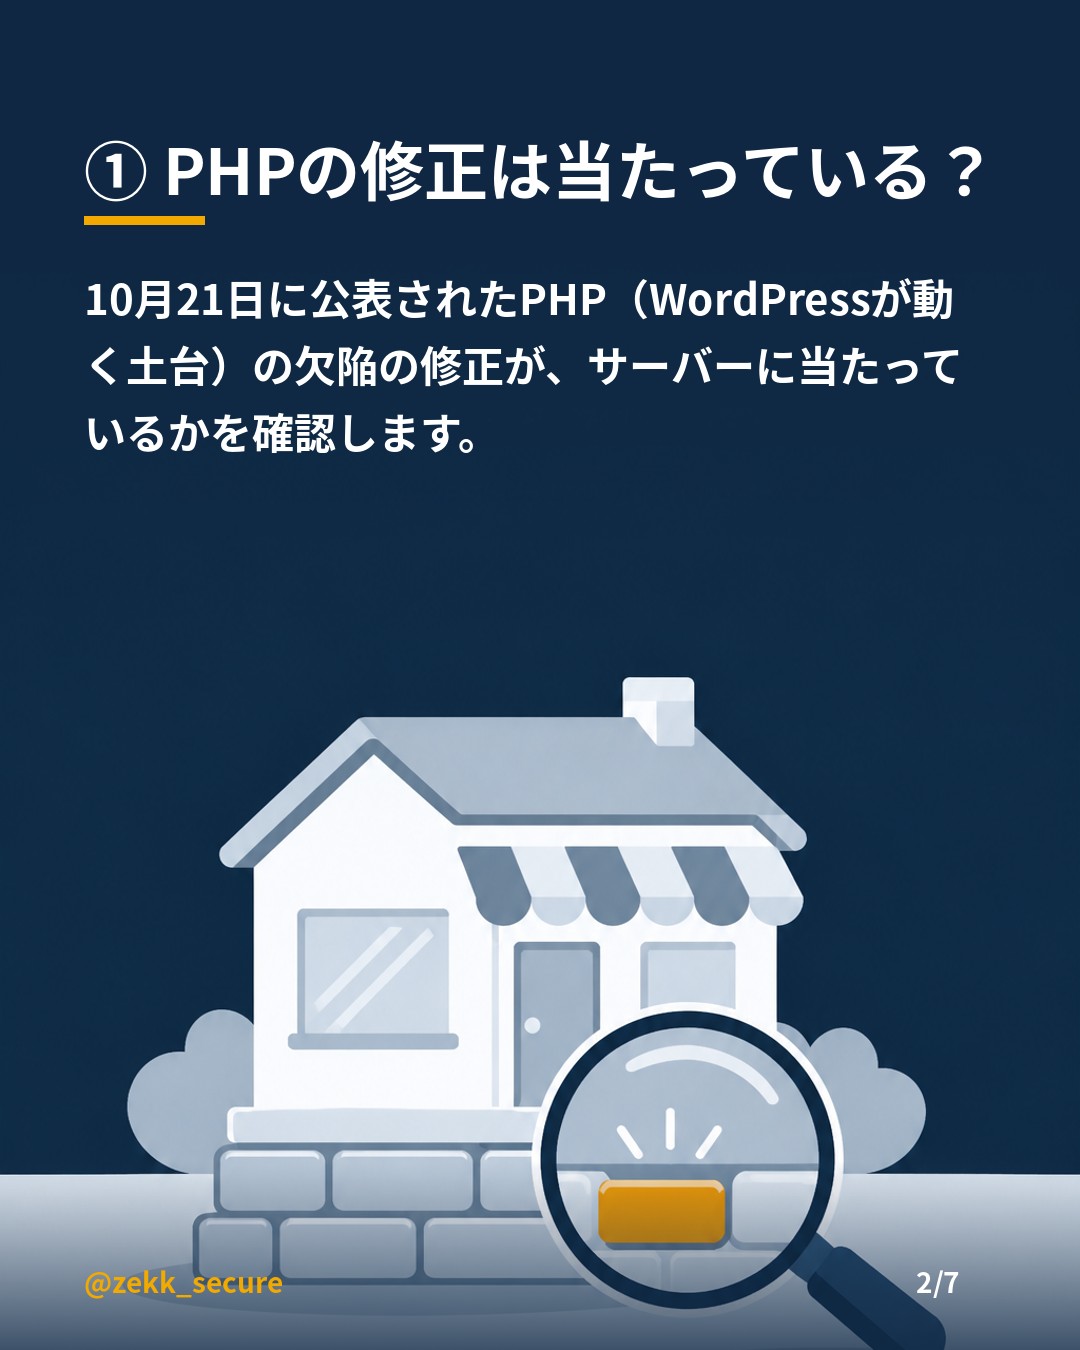 ① PHPの修正は当たっている？
10月21日に公表されたPHP（WordPressが動
く土台）の欠陥の修正が、サーバーに当たって
いるかを確認します。
@zekk_secure
2/7